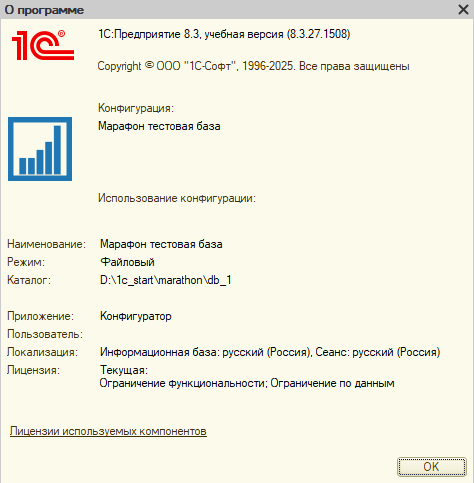 О программе
1С®
1С:Предприятие 8.3, учебная версия (8.3.27.1508)
Copyright © ООО "1С-Софт", 1996-2025. Все права защищены
Конфигурация:
Марафон тестовая база
Использование конфигурации:
Наименование: Марафон тестовая база
Режим: Файловый
Каталог: D:\1c_start\marathon\db_1
Приложение: Конфигуратор
Пользователь:
Локализация: Информационная база: русский (Россия), Сеанс: русский (Россия)
Лицензия: Текущая:
Ограничение функциональности; Ограничение по данным
Лицензии используемых компонентов
OK